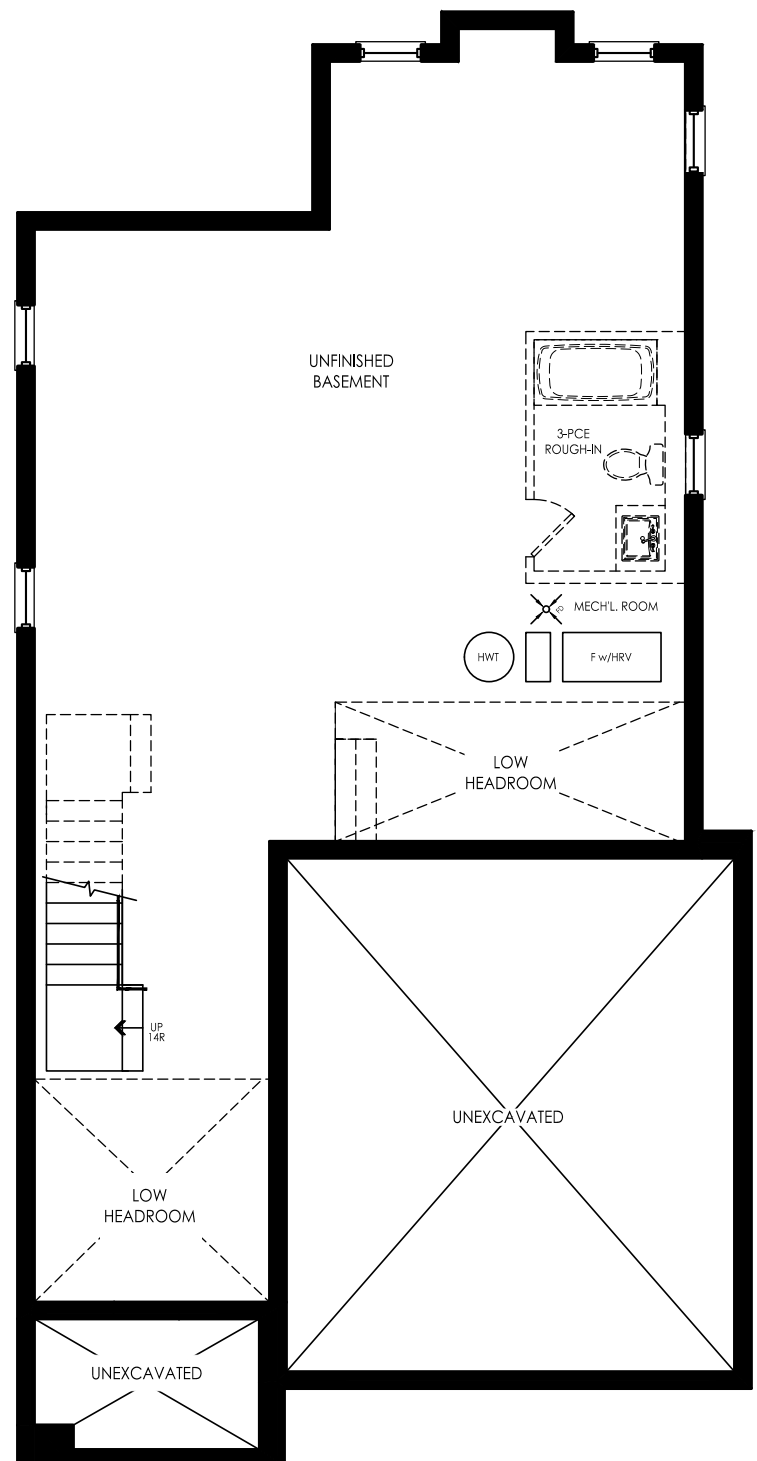 UNFINISHED
BASEMENT
3-PCE
ROUGH-IN
MECH'L. ROOM
HWT
F w/HRV
LOW
HEADROOM
UP
14R
UNEXCAVATED
LOW
HEADROOM
UNEXCAVATED